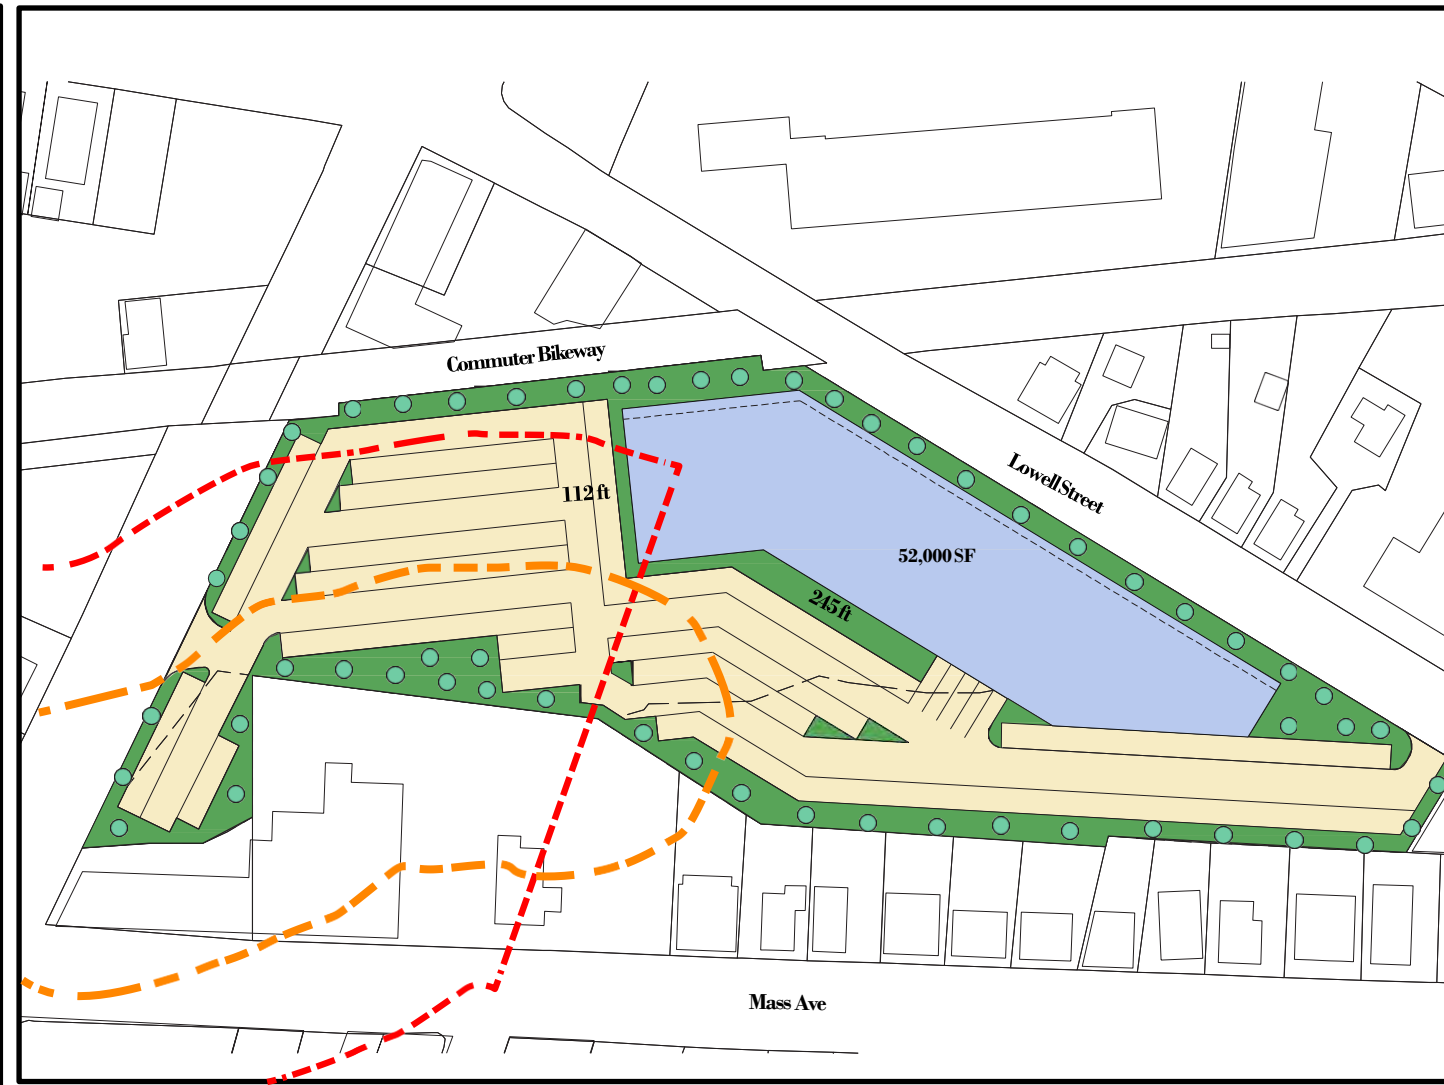 Commuter Bikeway
Lowell Street
112 ft
52,000 SF
245 ft
Mass Ave